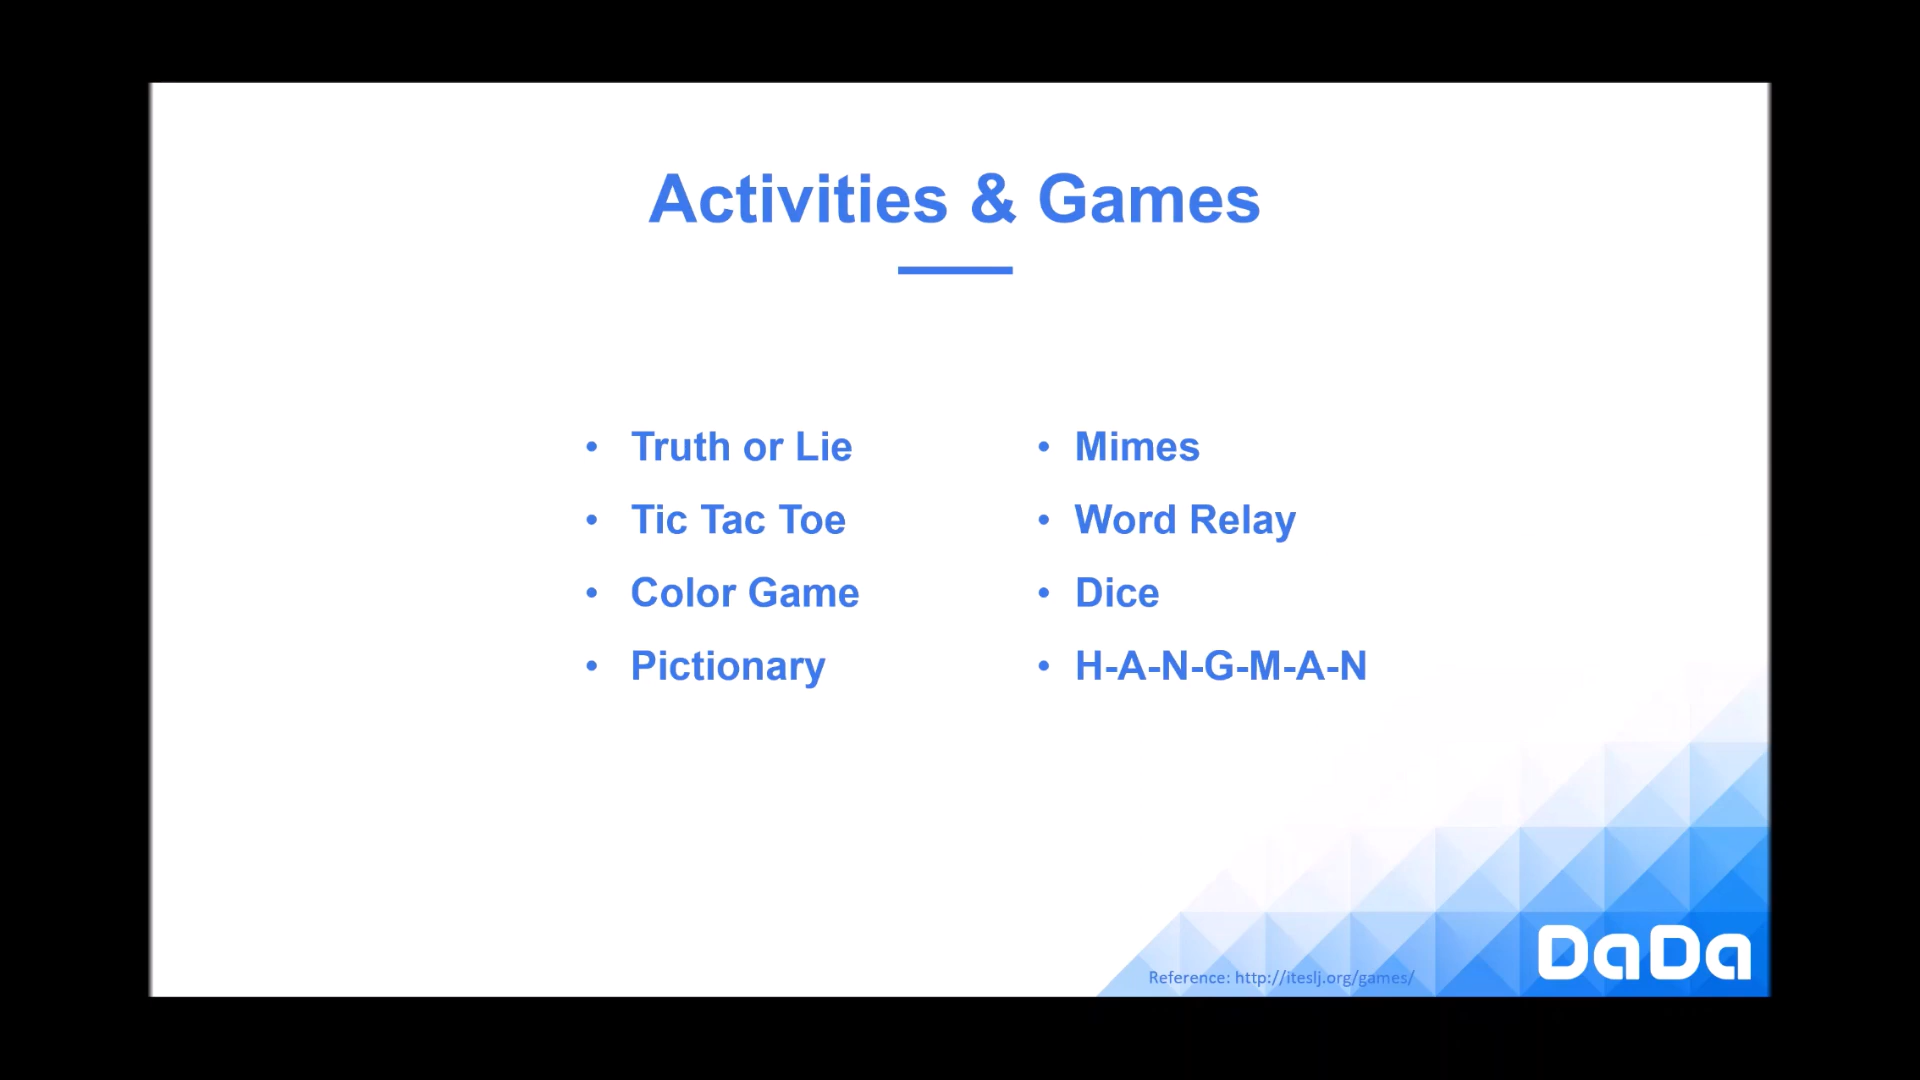 Activities & Games
• Truth or Lie
• Tic Tac Toe
• Color Game
• Pictionary
• Mimes
• Word Relay
• Dice
• H-A-N-G-M-A-N
Reference: http://iteslj.org/games/
DaDa